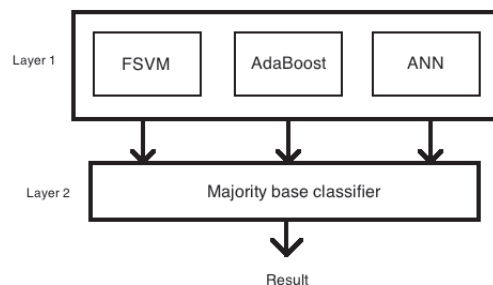 Layer 1
FSVM
AdaBoost
ANN
Layer 2
Majority base classifier
Result